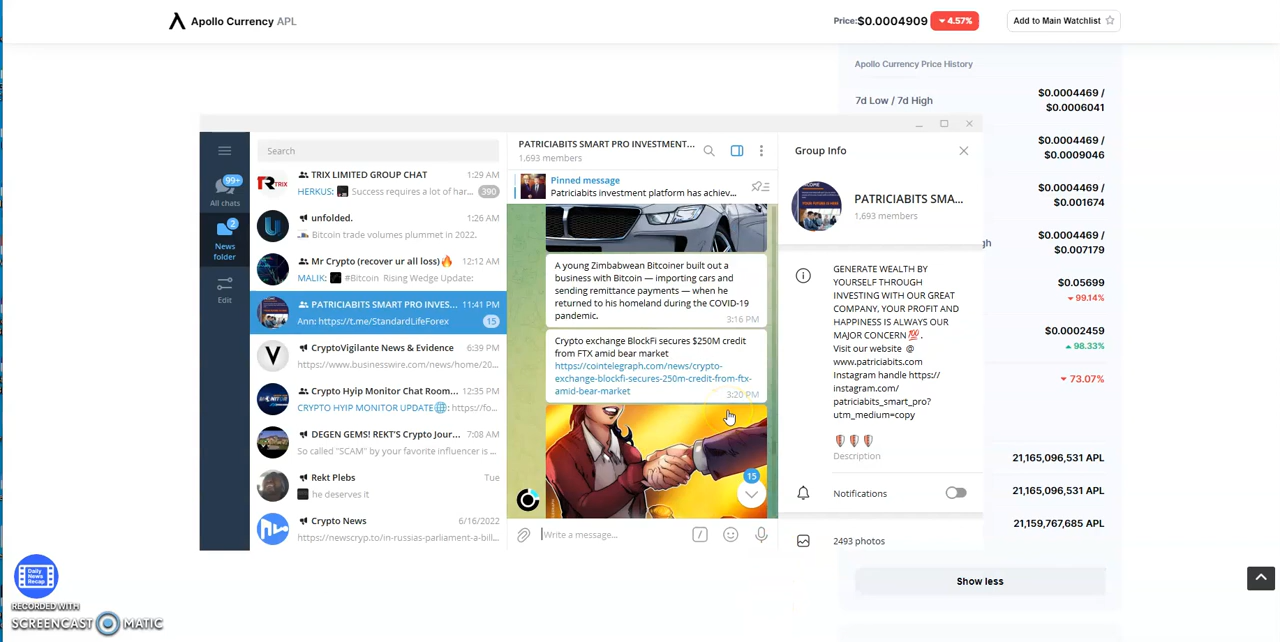 Apollo Currency APL
Price:$0.0004909 4.57%
Add to Main Watchlist
Apollo Currency Price History
7d Low / 7d High
$0.0004469 /
$0.0006041
$0.0004469 /
$0.0009046
$0.0004469 /
$0.001674
$0.0004469 /
$0.007179
gh
$0.05699
99.14%
$0.0002459
98.33%
73.07%
21,165,096,531 APL
21,165,096,531 APL
21,159,767,685 APL
Show less
99+
All chats
2
News
folder
Edit
Search
TRIX LIMITED GROUP CHAT 1:29 AM
HERKUS: Success requires a lot of har... 390
unfolded. 1:26 AM
Bitcoin trade volumes plummet in 2022.
Mr Crypto (recover ur all loss) 12:12 AM
MALIK: #Bitcoin Rising Wedge Update:
PATRICIABITS SMART PRO INVES... 11:41 PM
Ann: https://t.me/StandardLifeForex 15
CryptoVigilante News & Evidence 6:39 PM
https://www.businesswire.com/news/home/20...
Crypto Hyip Monitor Chat Room... 12:35 PM
CRYPTO HYIP MONITOR UPDATE: https://fo...
DEGEN GEMS! REKT'S Crypto Jour... 7:08 AM
So called "SCAM" by your favorite influencer is ...
Rekt Plebs Tue
he deserves it
Crypto News 6/16/2022
https://newscryp.to/in-russias-parliament-a-bill...
PATRICIABITS SMART PRO INVESTMENT...
1,693 members
Pinned message
Patriciabits investment platform has achiev...
A young Zimbabwean Bitcoiner built out a
business with Bitcoin — importing cars and
sending remittance payments — when he
returned to his homeland during the COVID-19
pandemic.
3:16 PM
Crypto exchange BlockFi secures $250M credit
from FTX amid bear market
https://cointelegraph.com/news/crypto-
exchange-blockfi-secures-250m-credit-from-ftx-
amid-bear-market
3:20 PM
15
Write a message...
Group Info
PATRICIABITS SMA...
1,693 members
GENERATE WEALTH BY
YOURSELF THROUGH
INVESTING WITH OUR GREAT
COMPANY, YOUR PROFIT AND
HAPPINESS IS ALWAYS OUR
MAJOR CONCERN 💯.
Visit our website @
www.patriciabits.com
Instagram handle https://
instagram.com/
patriciabits_smart_pro?
utm_medium=copy
Description
Notifications
2493 photos
Daily
News
Recap
RECORDED WITH
SCREENCAST MATIC